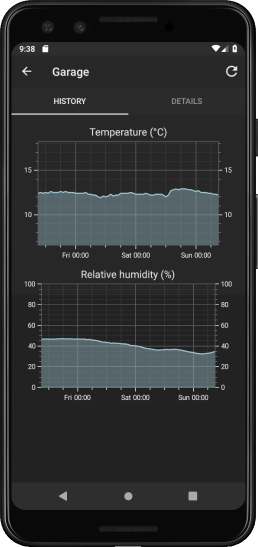 9:38
Garage
HISTORY DETAILS
Temperature (°C)
15 15
10 10
Fri 00:00 Sat 00:00 Sun 00:00
Relative humidity (%)
100 100
80 80
60 60
40 40
20 20
0 0
Fri 00:00 Sat 00:00 Sun 00:00